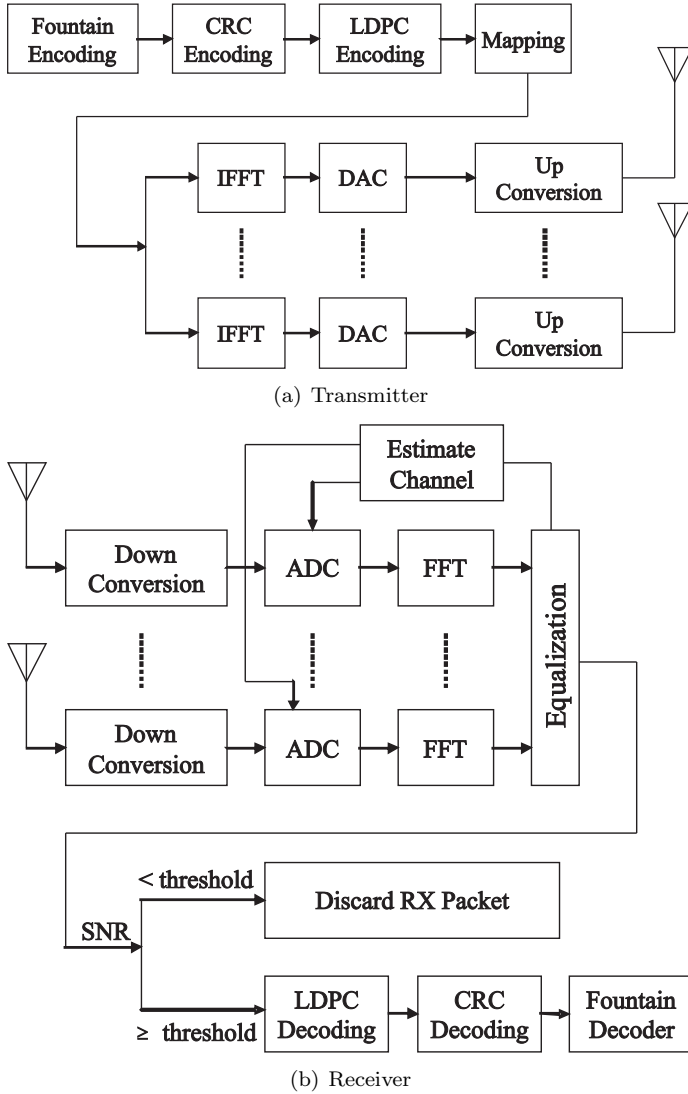 Fountain Encoding
CRC Encoding
LDPC Encoding
Mapping
IFFT
DAC
Up Conversion
IFFT
DAC
Up Conversion
(a) Transmitter
Estimate Channel
Down Conversion
ADC
FFT
Equalization
Down Conversion
ADC
FFT
< threshold
Discard RX Packet
SNR
≥ threshold
LDPC Decoding
CRC Decoding
Fountain Decoder
(b) Receiver